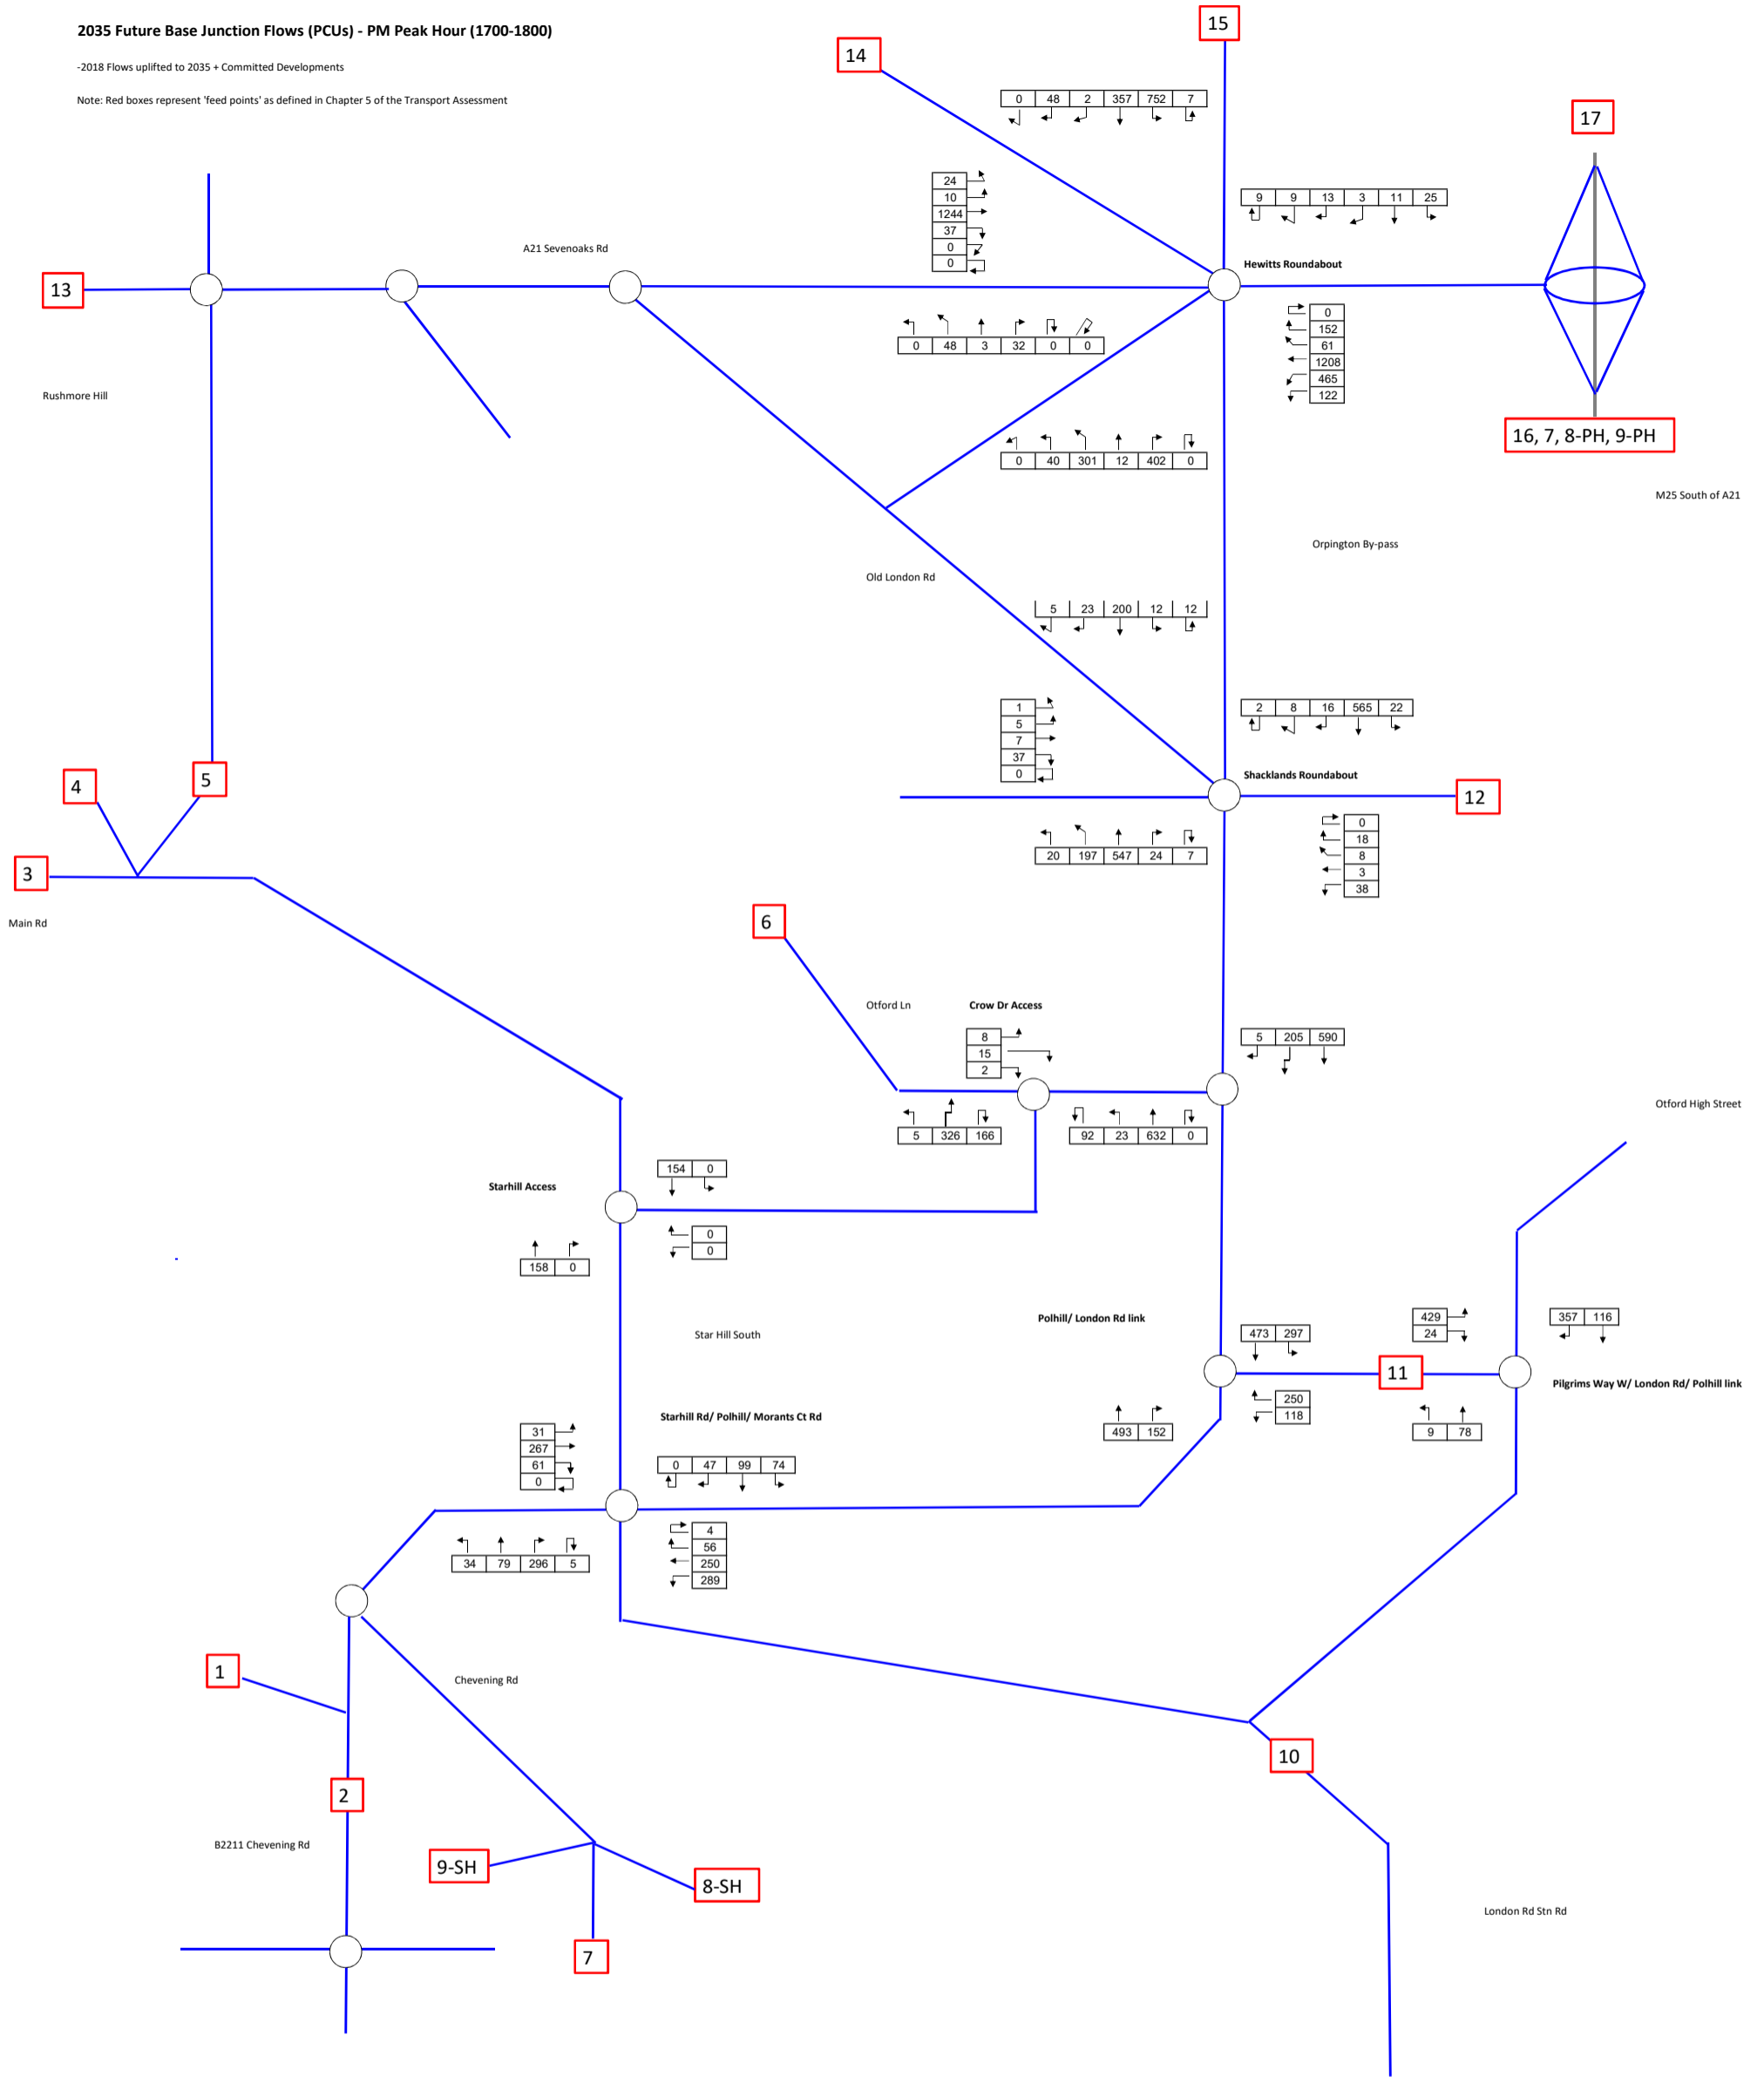 2035 Future Base Junction Flows (PCUs) - PM Peak Hour (1700-1800)
-2018 Flows uplifted to 2035 + Committed Developments
Note: Red boxes represent 'feed points' as defined in Chapter 5 of the Transport Assessment
15
14
0 48 2 357 752 7
17
24
10
1244
37
0
0
9 9 13 3 11 25
A21 Sevenoaks Rd
Hewitts Roundabout
13
0 48 3 32 0 0
0
152
61
1208
465
122
Rushmore Hill
16, 7, 8-PH, 9-PH
0 40 301 12 402 0
M25 South of A21
Orpington By-pass
Old London Rd
5 23 200 12 12
1
5
7
37
0
2 8 16 565 22
4
5
Shacklands Roundabout
12
20 197 547 24 7
0
18
8
3
38
3
Main Rd
6
Otford Ln
Crow Dr Access
8
15
2
5 205 590
Otford High Street
5 326 166
92 23 632 0
154 0
Starhill Access
0
0
158 0
Polhill/ London Rd link
Star Hill South
473 297
429
24
357 116
11
Pilgrims Way W/ London Rd/ Polhill link
250
118
493 152
9 78
Starhill Rd/ Polhill/ Morants Ct Rd
31
267
61
0
0 47 99 74
34 79 296 5
4
56
250
289
1
Chevening Rd
10
2
B2211 Chevening Rd
9-SH
8-SH
London Rd Stn Rd
7